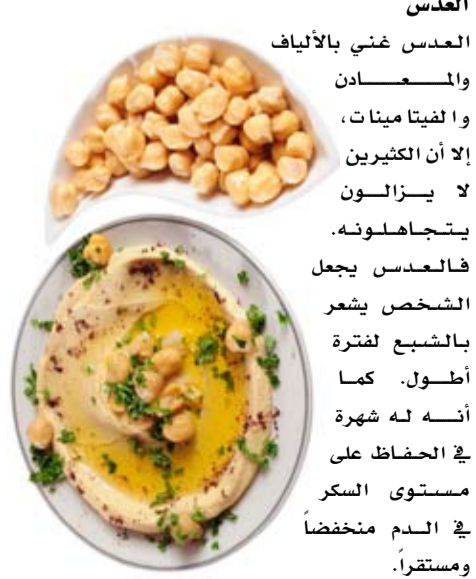 العدس
العدس غني بالألياف
والمعادن
والفيتامينات،
إلا أن الكثيرين
لا يزالون
يتجاهلونه.
فالعدس يجعل
الشخص يشعر
بالشبع لفترة
أطول. كما
أنه له شهرة
في الحفاظ على
مستوى السكر
في الدم منخفضاً
ومستقراً.